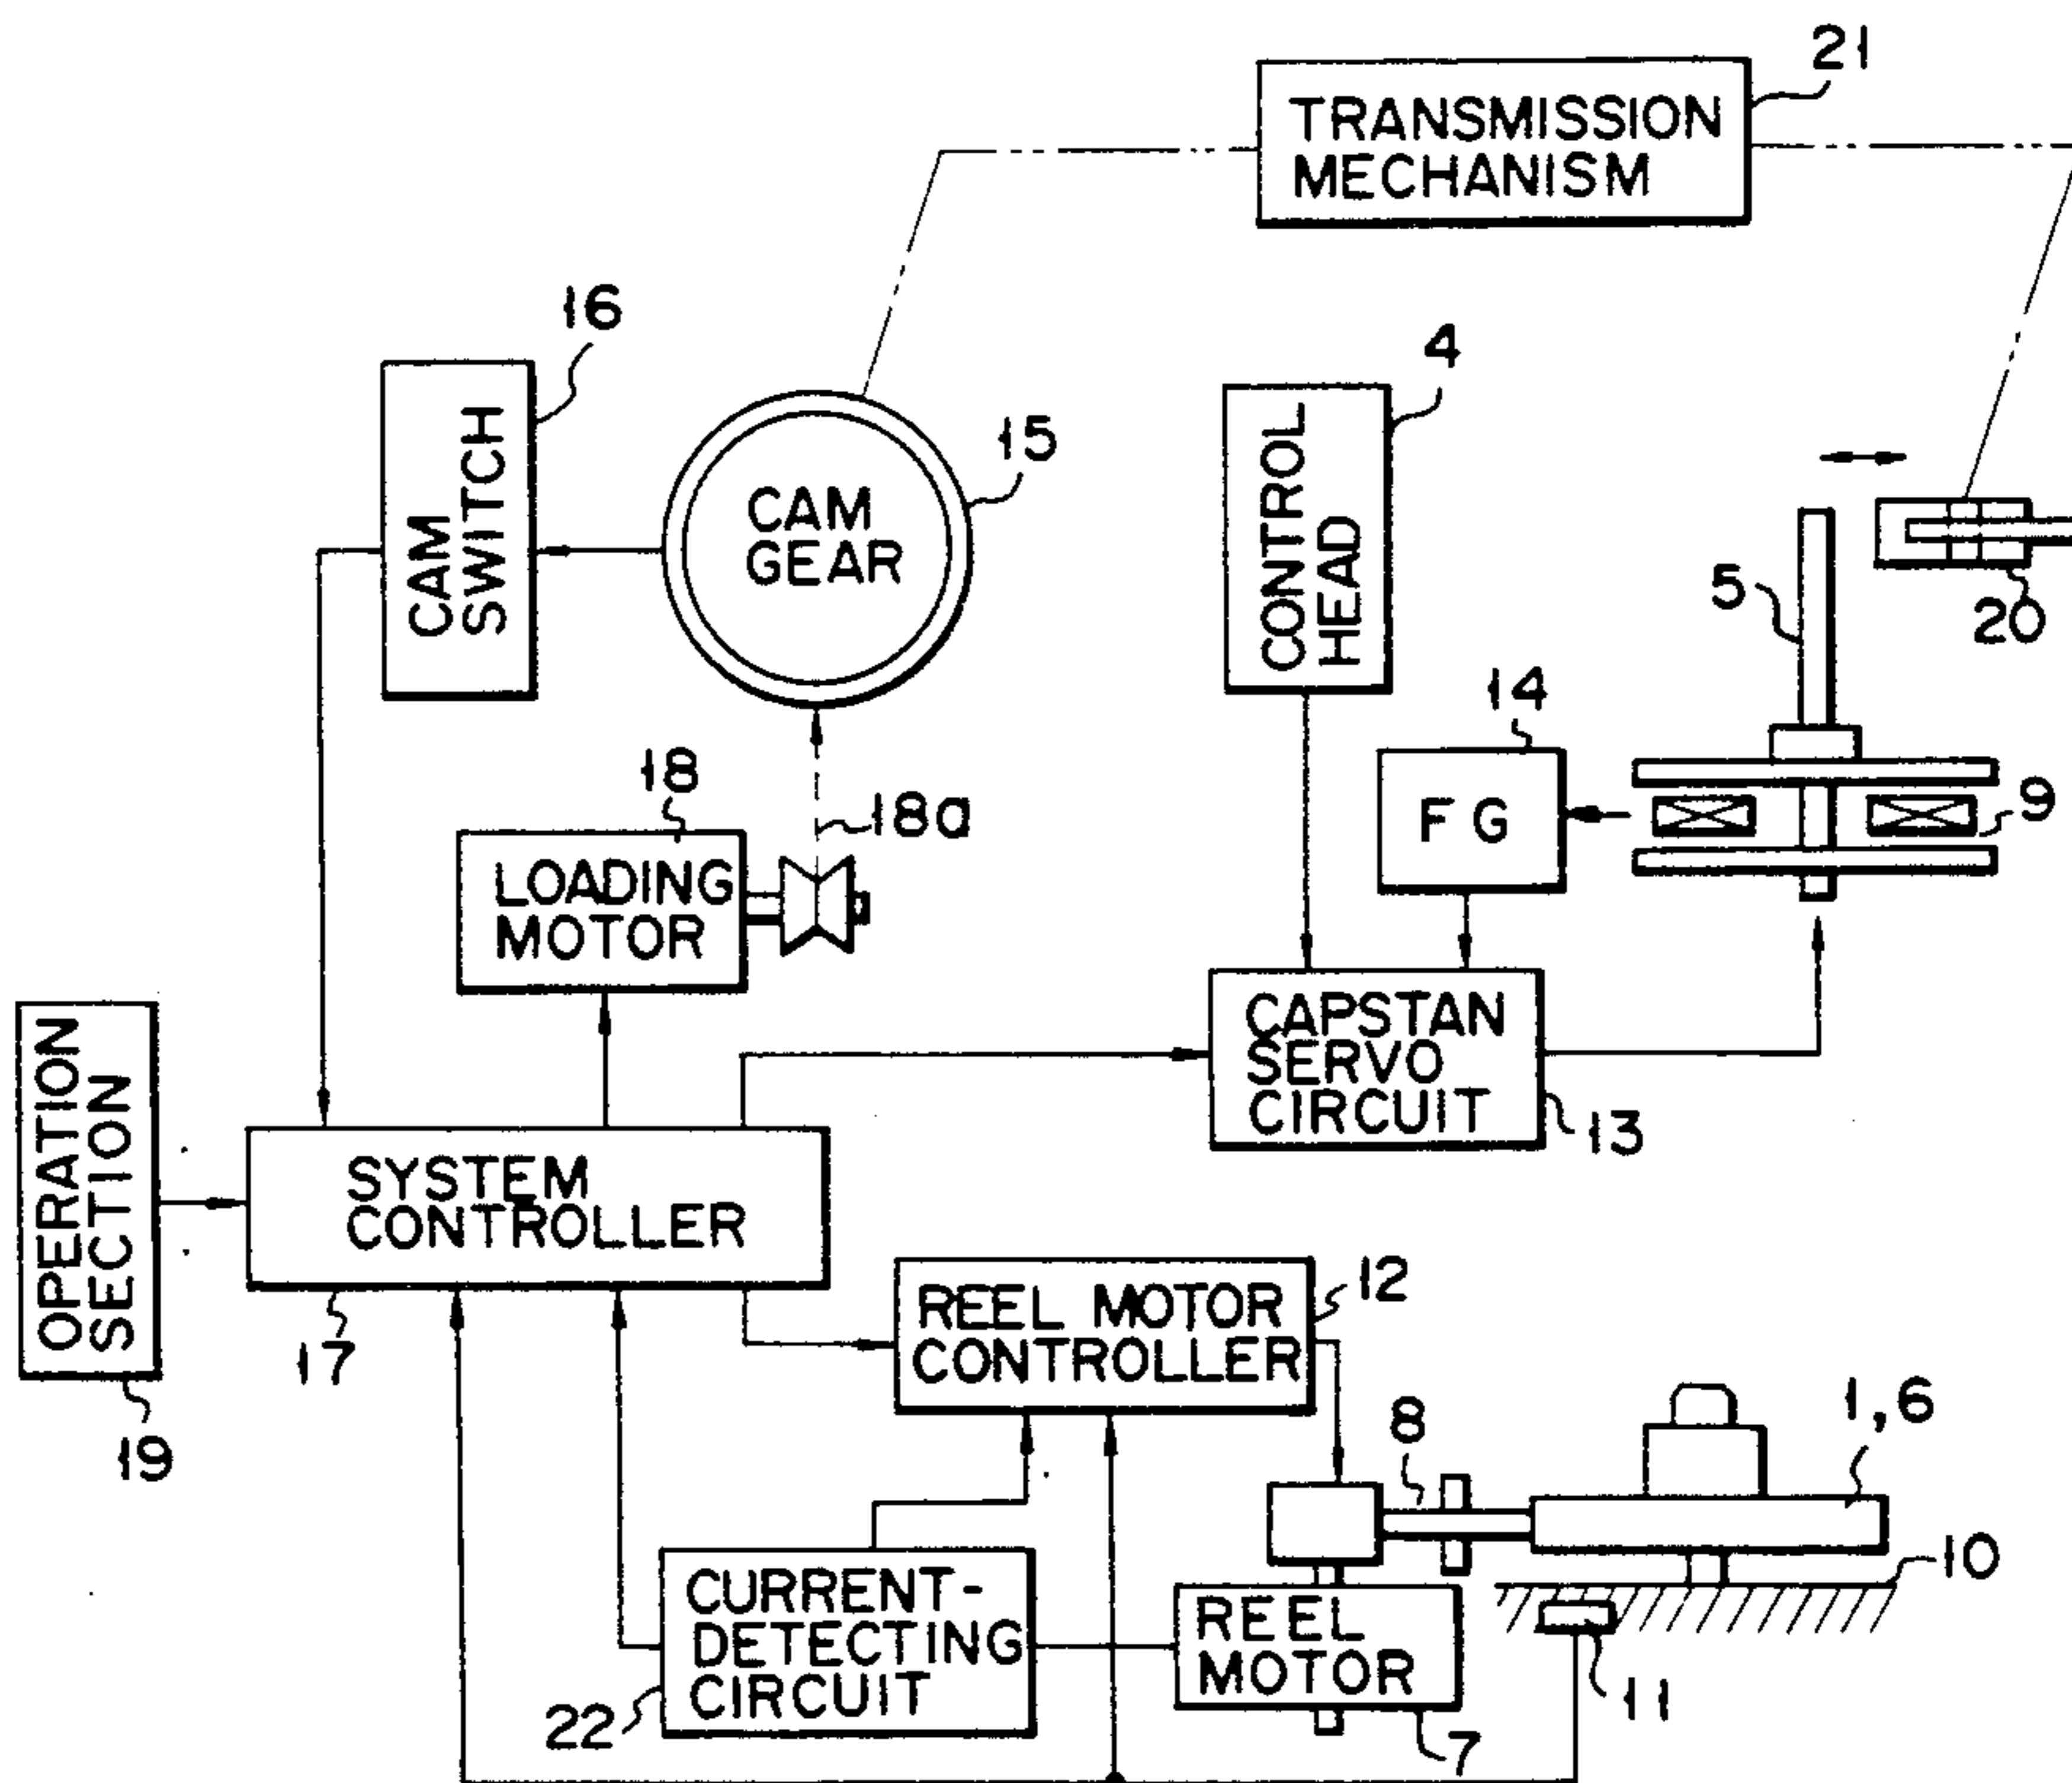 21
TRANSMISSION
MECHANISM
16
4
15
CAM
SWITCH
CAM
GEAR
CONTROL
HEAD
5
20
14
18
18a
FG
9
LOADING
MOTOR
CAPSTAN
SERVO
CIRCUIT
13
OPERATION
SECTION
SYSTEM
CONTROLLER
17
19
REEL MOTOR
CONTROLLER
12
8
1,6
10
CURRENT-
DETECTING
CIRCUIT
22
REEL
MOTOR
11
7